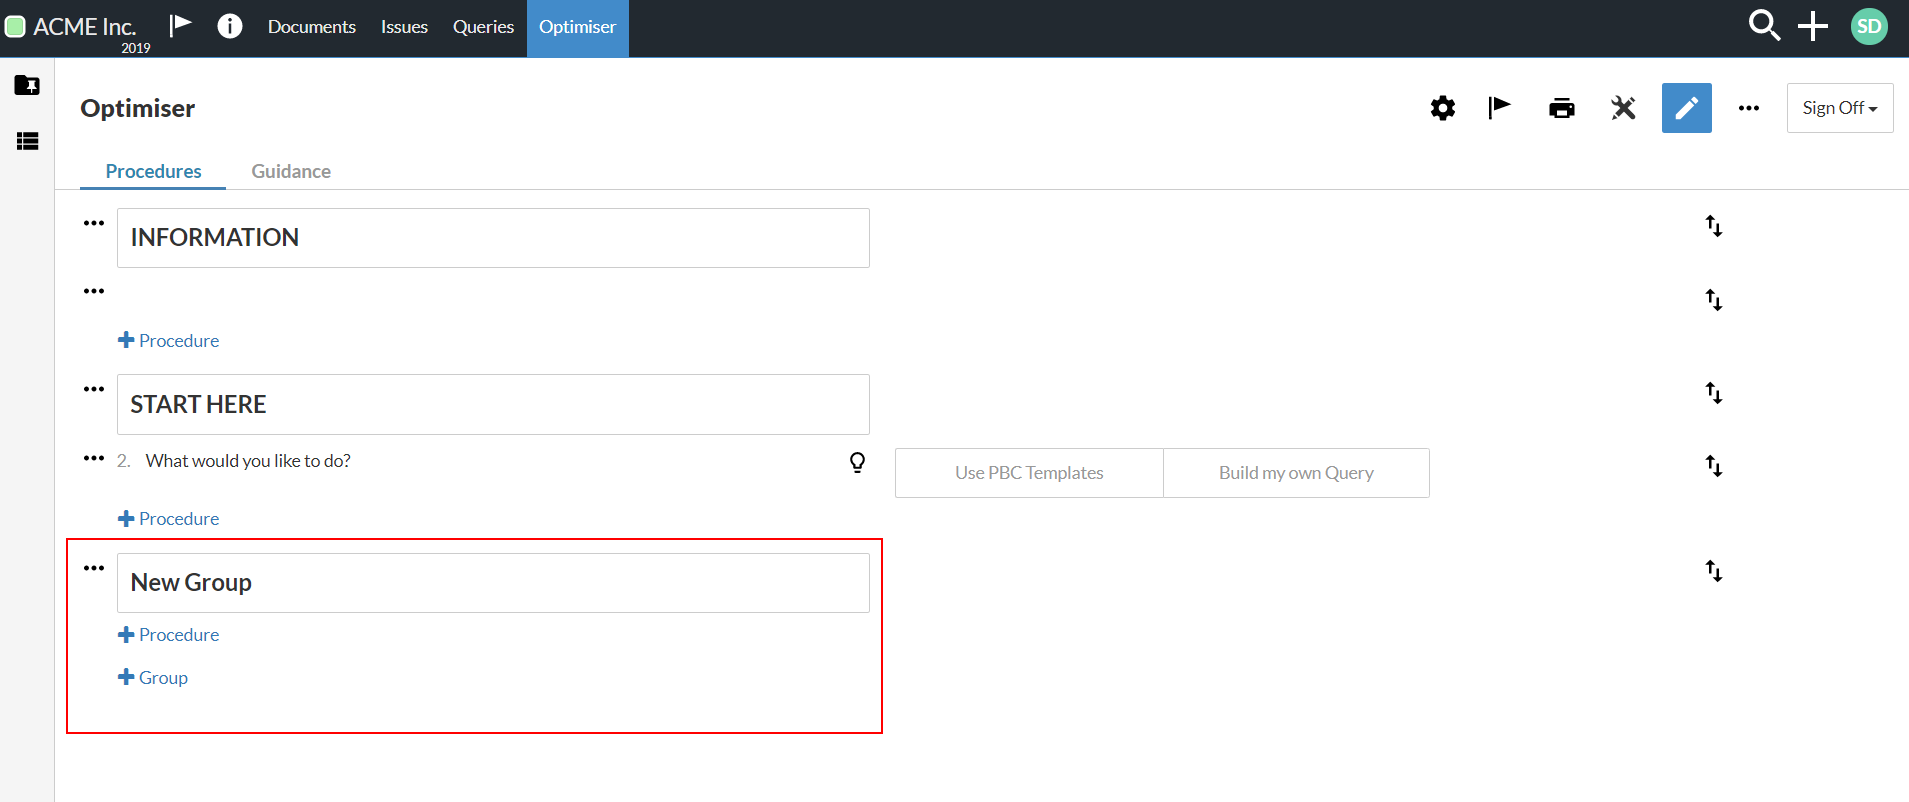 ACME Inc. Documents Issues Queries Optimiser SD
2019
Optimiser Sign Off
Procedures Guidance
INFORMATION
Procedure
START HERE
2. What would you like to do? Use PBC Templates Build my own Query
Procedure
New Group
Procedure
Group